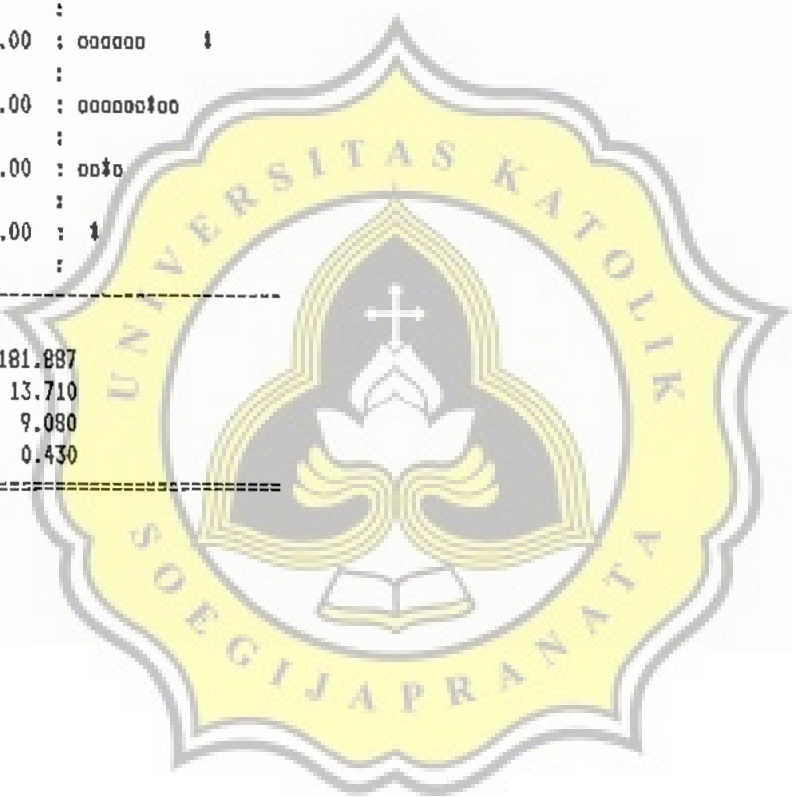 :
.00 : oooooo *
:
.00 : oooooo*oo
:
.00 : oo*o
:
.00 : *
:
---------------------------------
181.887
13.710
9.080
0.430
=================================
UNIVERSITAS KATOLIK
SOEGIJAPRANATA